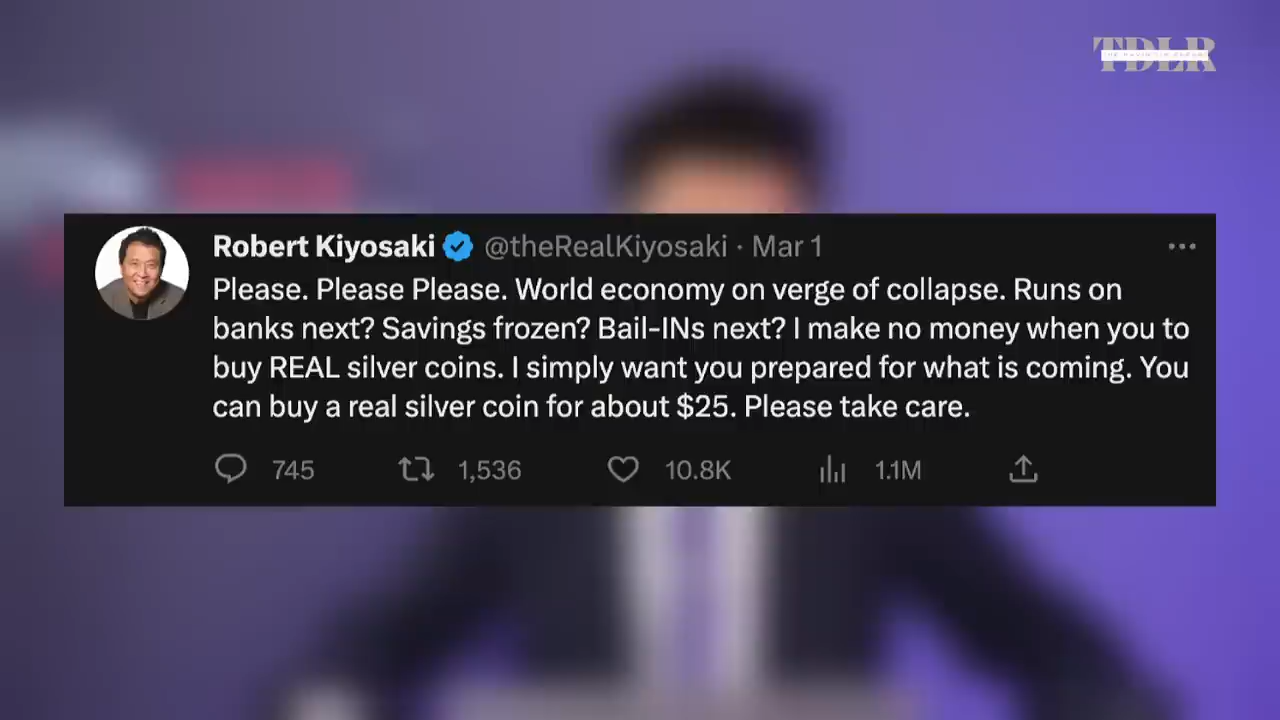 TDLR
Robert Kiyosaki @theRealKiyosaki · Mar 1
Please. Please Please. World economy on verge of collapse. Runs on
banks next? Savings frozen? Bail-INs next? I make no money when you to
buy REAL silver coins. I simply want you prepared for what is coming. You
can buy a real silver coin for about $25. Please take care.
745 1,536 10.8K 1.1M